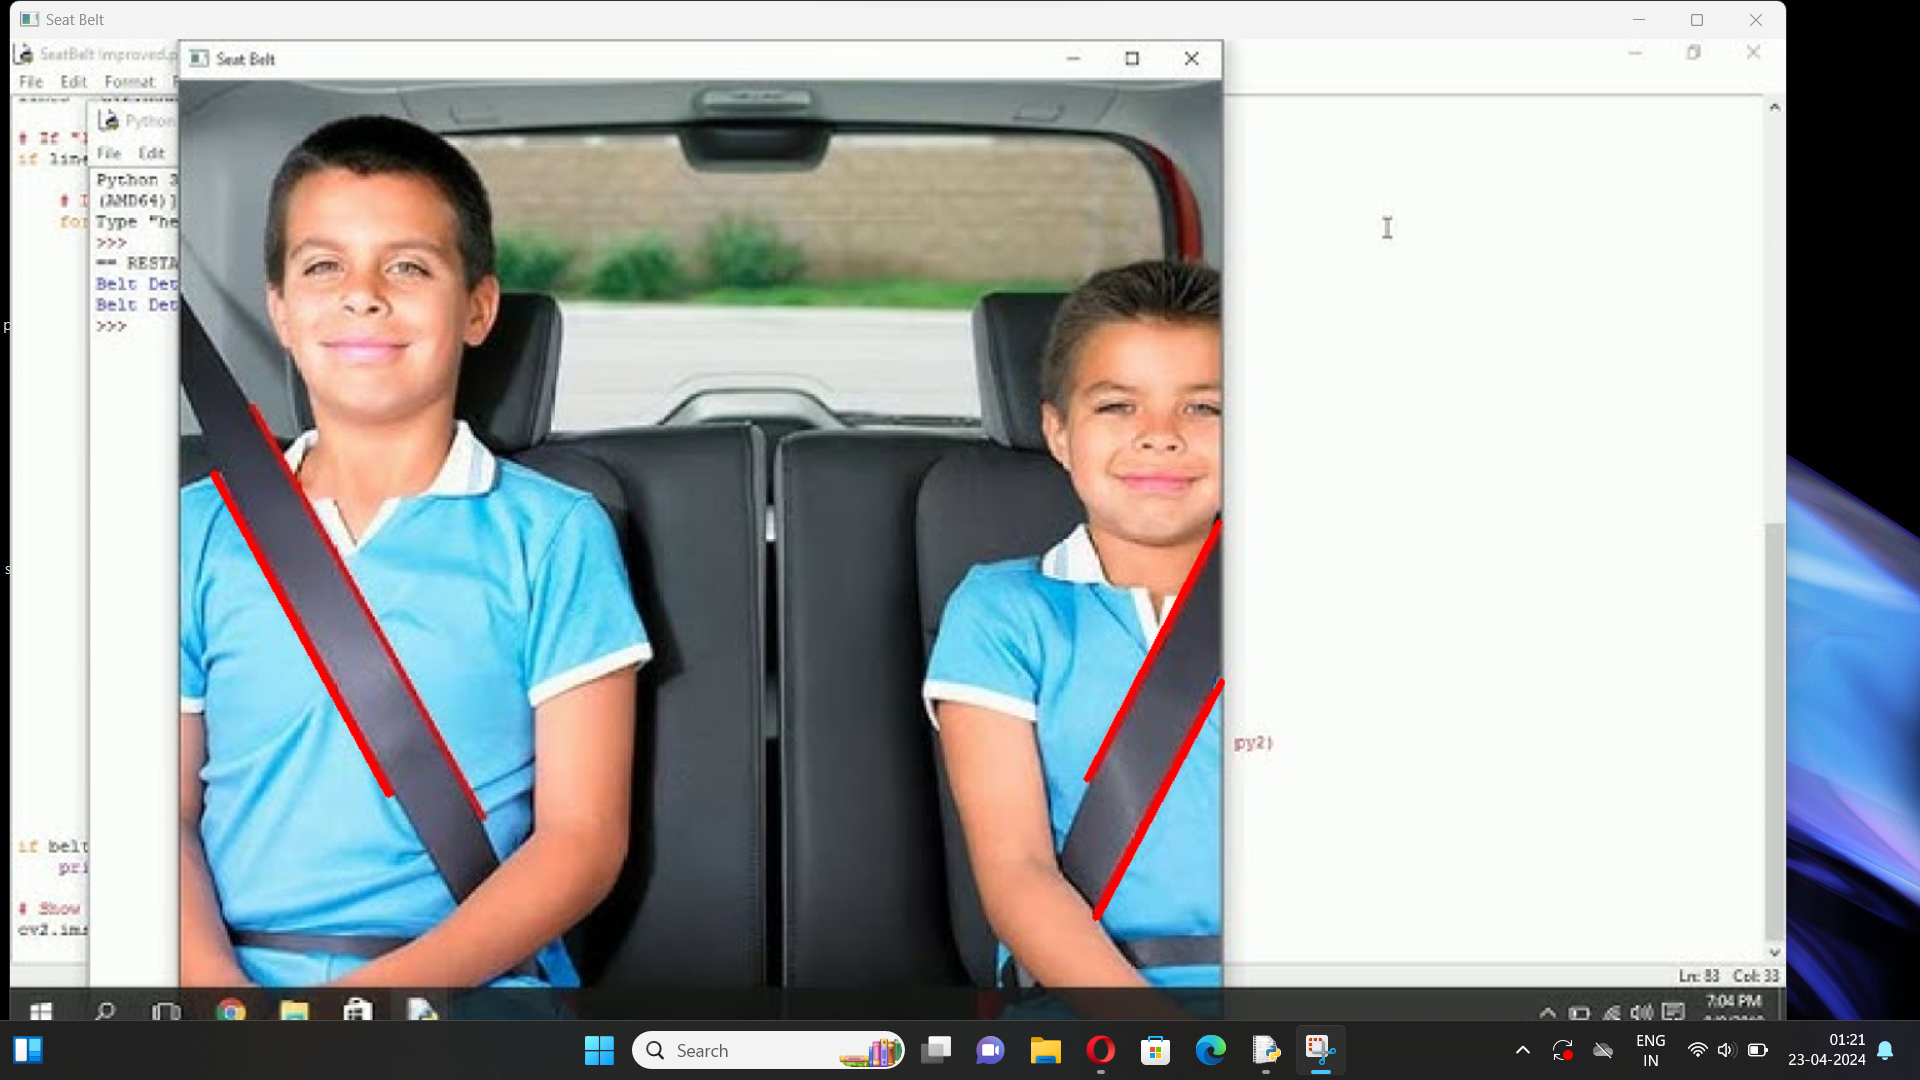 Seat Belt
SeatBelt Improved.p
Seat Belt
File Edit Format
Python
# If "
if line
File Edit
Python 3
(AMD64)]
for
Type "he
>>>
== RESTA
Belt Det
Belt Det
>>>
py2)
if belt
pri
# Show
cv2.ims
Ln: 83 Col: 33
7:04 PM
Search
ENG
IN
01:21
23-04-2024